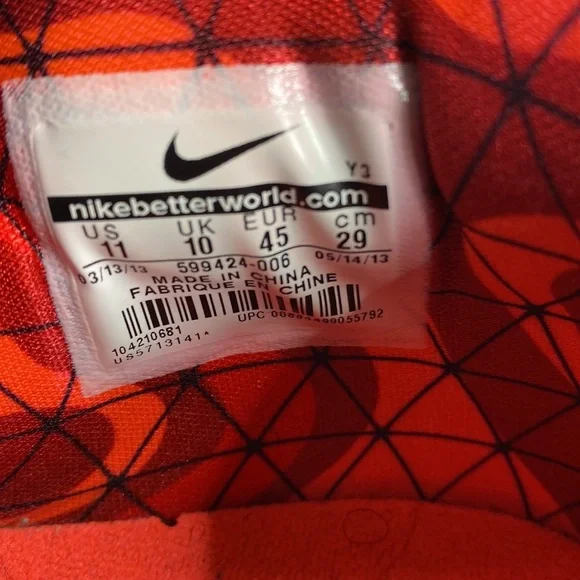 Y3
nikebetterworld.com
US UK EUR cm
11 10 45 29
03/13/13 599424-006 05/14/13
MADE IN CHINA
FABRIQUE EN CHINE
UPC
104210681
US5713141*